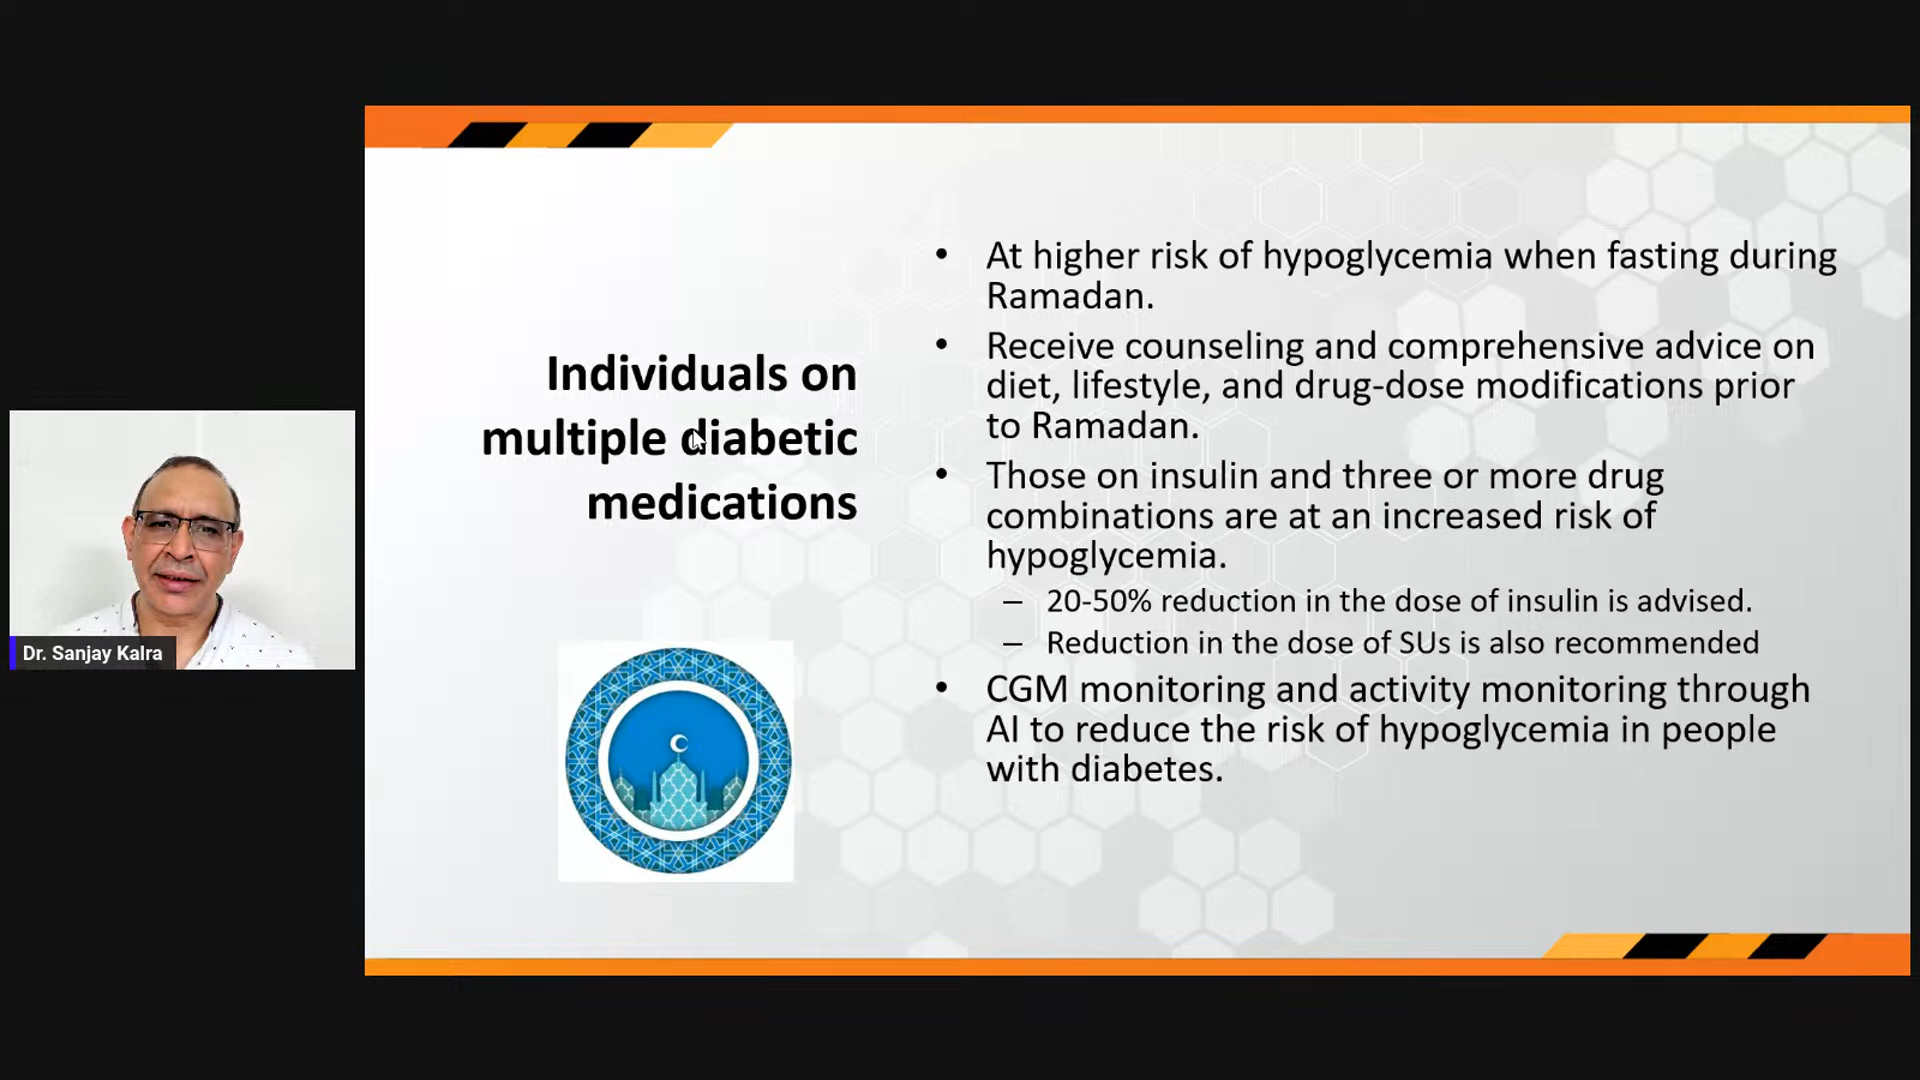 Individuals on
multiple diabetic
medications
• At higher risk of hypoglycemia when fasting during
Ramadan.
• Receive counseling and comprehensive advice on
diet, lifestyle, and drug-dose modifications prior
to Ramadan.
• Those on insulin and three or more drug
combinations are at an increased risk of
hypoglycemia.
– 20-50% reduction in the dose of insulin is advised.
– Reduction in the dose of SUs is also recommended
• CGM monitoring and activity monitoring through
AI to reduce the risk of hypoglycemia in people
with diabetes.
Dr. Sanjay Kalra